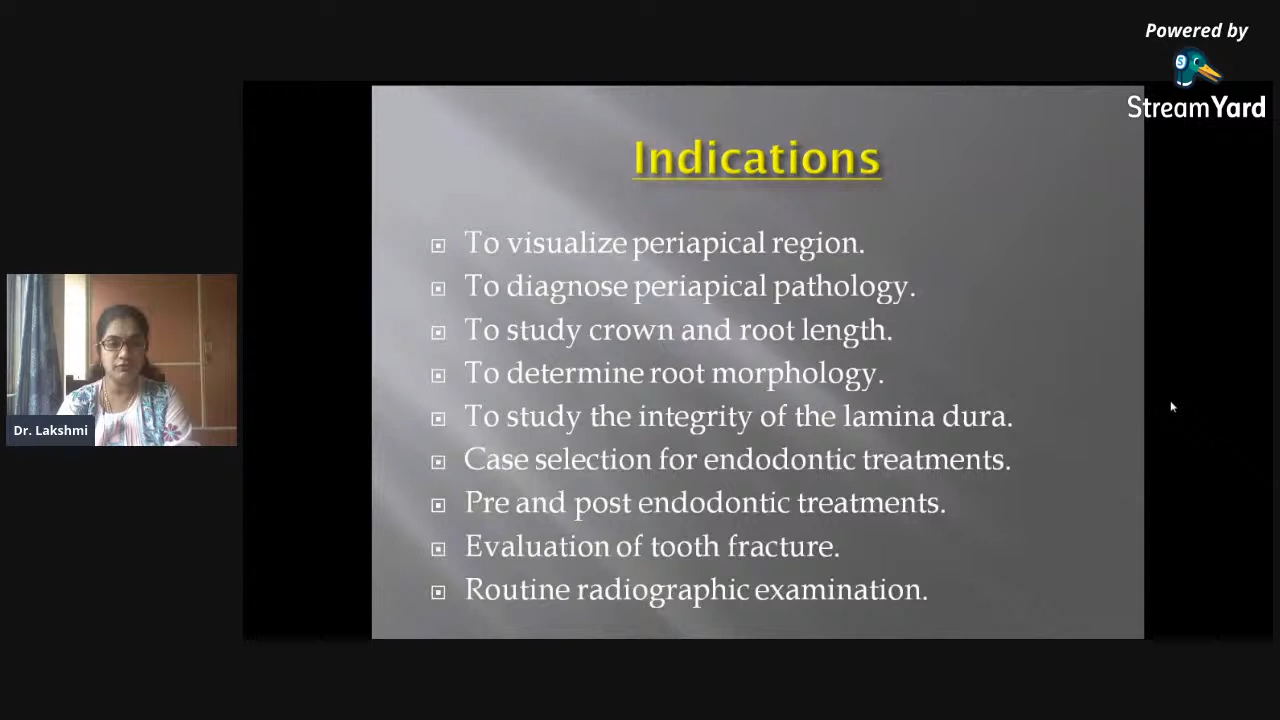 Powered by
StreamYard
Indications
To visualize periapical region.
To diagnose periapical pathology.
To study crown and root length.
To determine root morphology.
To study the integrity of the lamina dura.
Case selection for endodontic treatments.
Pre and post endodontic treatments.
Evaluation of tooth fracture.
Routine radiographic examination.
Dr. Lakshmi